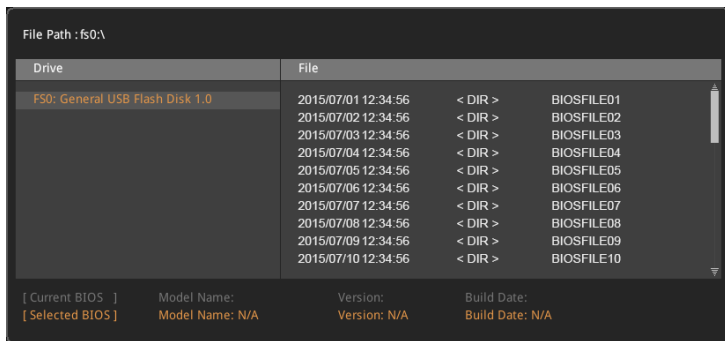 File Path : fs0:\
Drive File
FS0: General USB Flash Disk 1.0
2015/07/01 12:34:56 < DIR > BIOSFILE01
2015/07/02 12:34:56 < DIR > BIOSFILE02
2015/07/03 12:34:56 < DIR > BIOSFILE03
2015/07/04 12:34:56 < DIR > BIOSFILE04
2015/07/05 12:34:56 < DIR > BIOSFILE05
2015/07/06 12:34:56 < DIR > BIOSFILE06
2015/07/07 12:34:56 < DIR > BIOSFILE07
2015/07/08 12:34:56 < DIR > BIOSFILE08
2015/07/09 12:34:56 < DIR > BIOSFILE09
2015/07/10 12:34:56 < DIR > BIOSFILE10
[ Current BIOS ] Model Name: Version: Build Date:
[ Selected BIOS ] Model Name: N/A Version: N/A Build Date: N/A